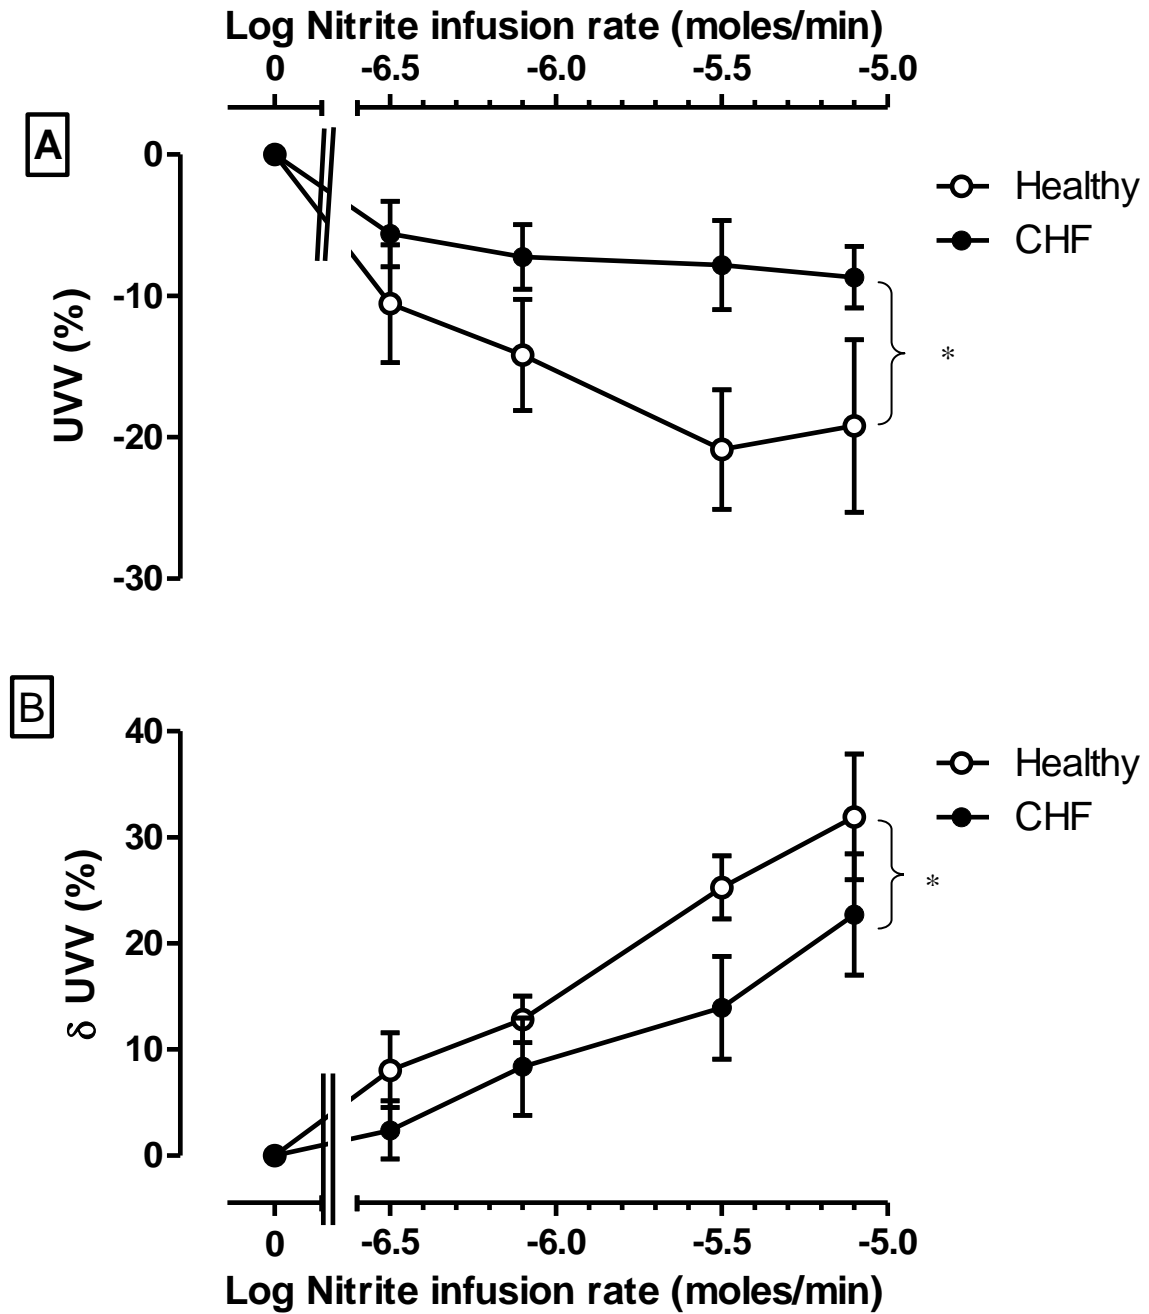 Log Nitrite infusion rate (moles/min)
0 -6.5 -6.0 -5.5 -5.0
A
0
-10
-20
-30
UVV (%)
Healthy
CHF
*
B
40
30
20
10
0
δ UVV (%)
Healthy
CHF
*
0 -6.5 -6.0 -5.5 -5.0
Log Nitrite infusion rate (moles/min)